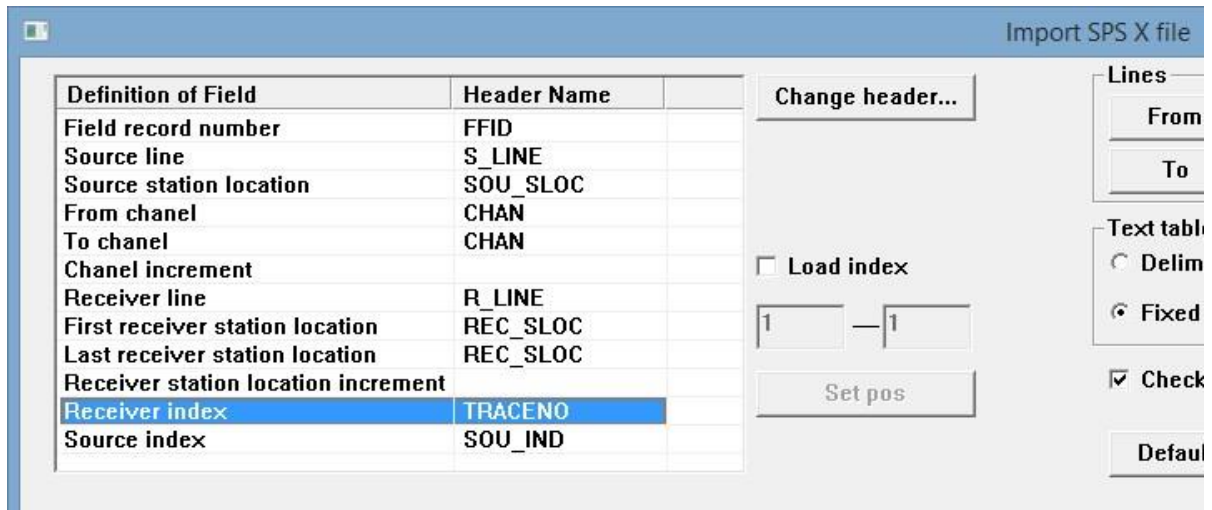 Import SPS X file
Definition of Field Header Name
Field record number FFID
Source line S_LINE
Source station location SOU_SLOC
From chanel CHAN
To chanel CHAN
Chanel increment
Receiver line R_LINE
First receiver station location REC_SLOC
Last receiver station location REC_SLOC
Receiver station location increment
Receiver index TRACENO
Source index SOU_IND
Change header...
Load index
1 — 1
Set pos
Lines
From
To
Text tabl
Delim
Fixed
Check
Defaul